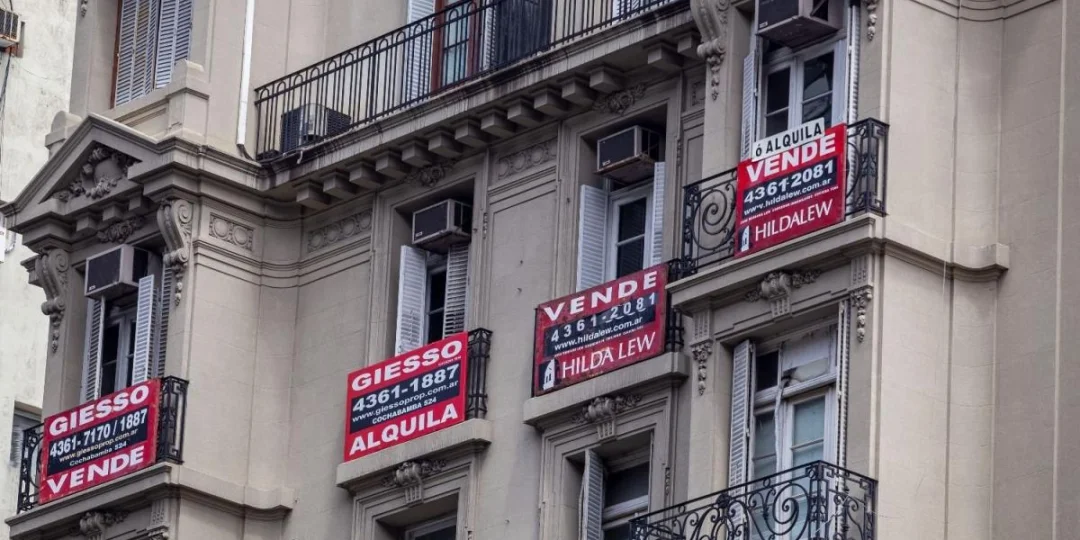 GIESSO
4361-7170 / 1887
www.giessoprop.com.ar
Cochabamba 524
VENDE
GIESSO
4361-1887
www.giessoprop.com.ar
COCHABAMBA 524
ALQUILA
VENDE
4361-2081
www.hildalew.com.ar
HILDA LEW
ó ALQUILA
VENDE
4361-2081
www.hildalew.com.ar
HILDALEW